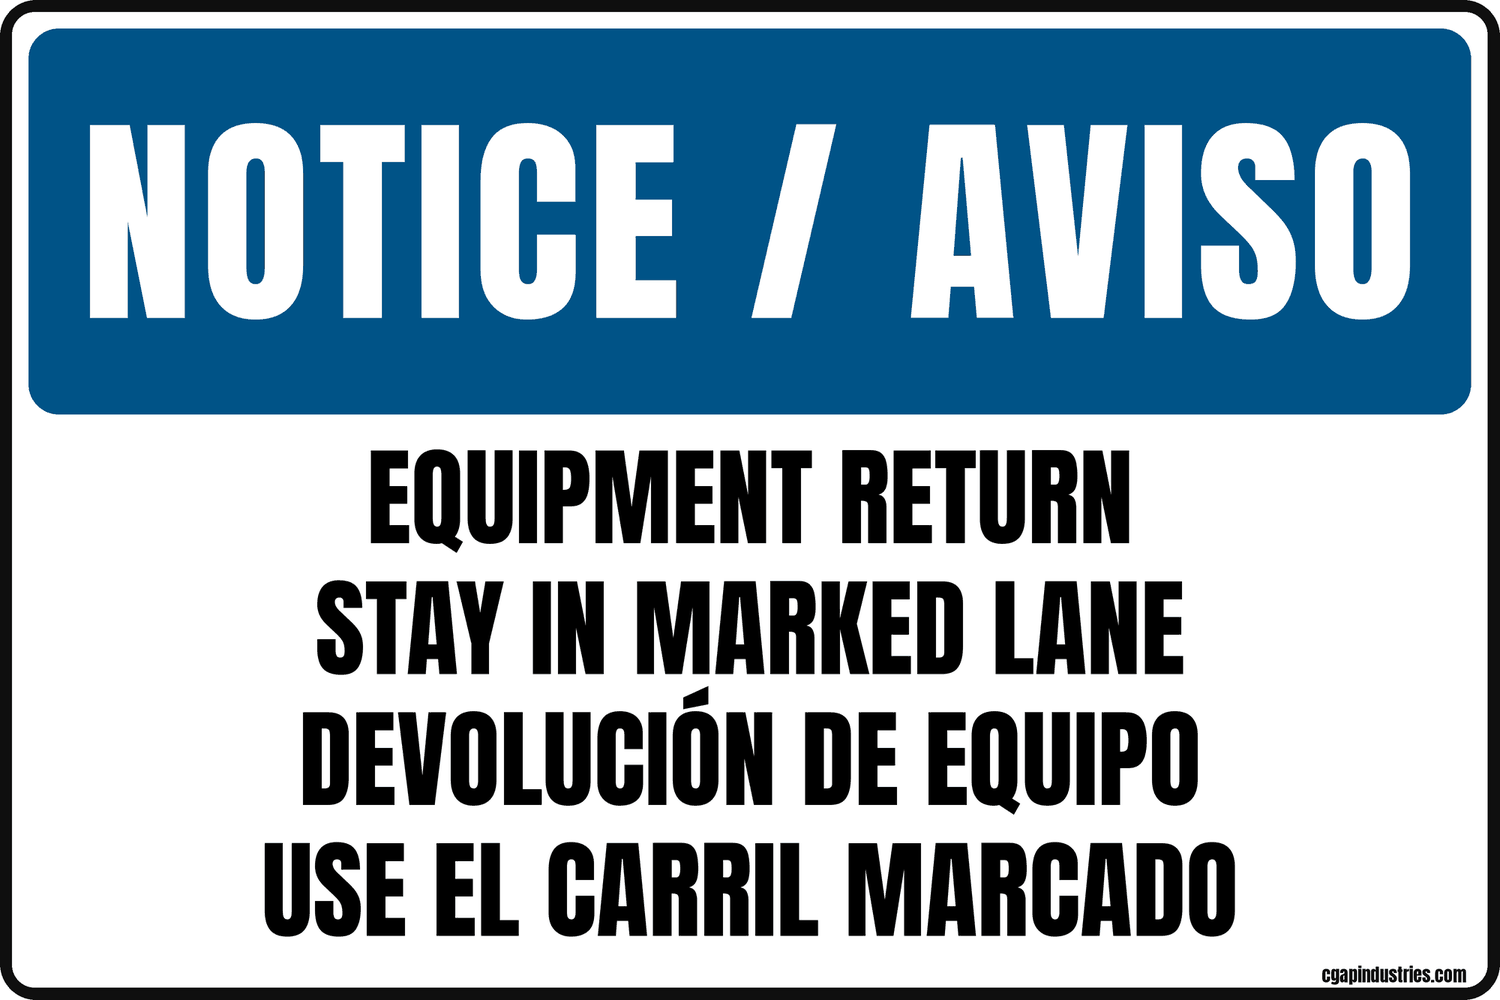 NOTICE / AVISO
EQUIPMENT RETURN
STAY IN MARKED LANE
DEVOLUCIÓN DE EQUIPO
USE EL CARRIL MARCADO
cgapindustries.com